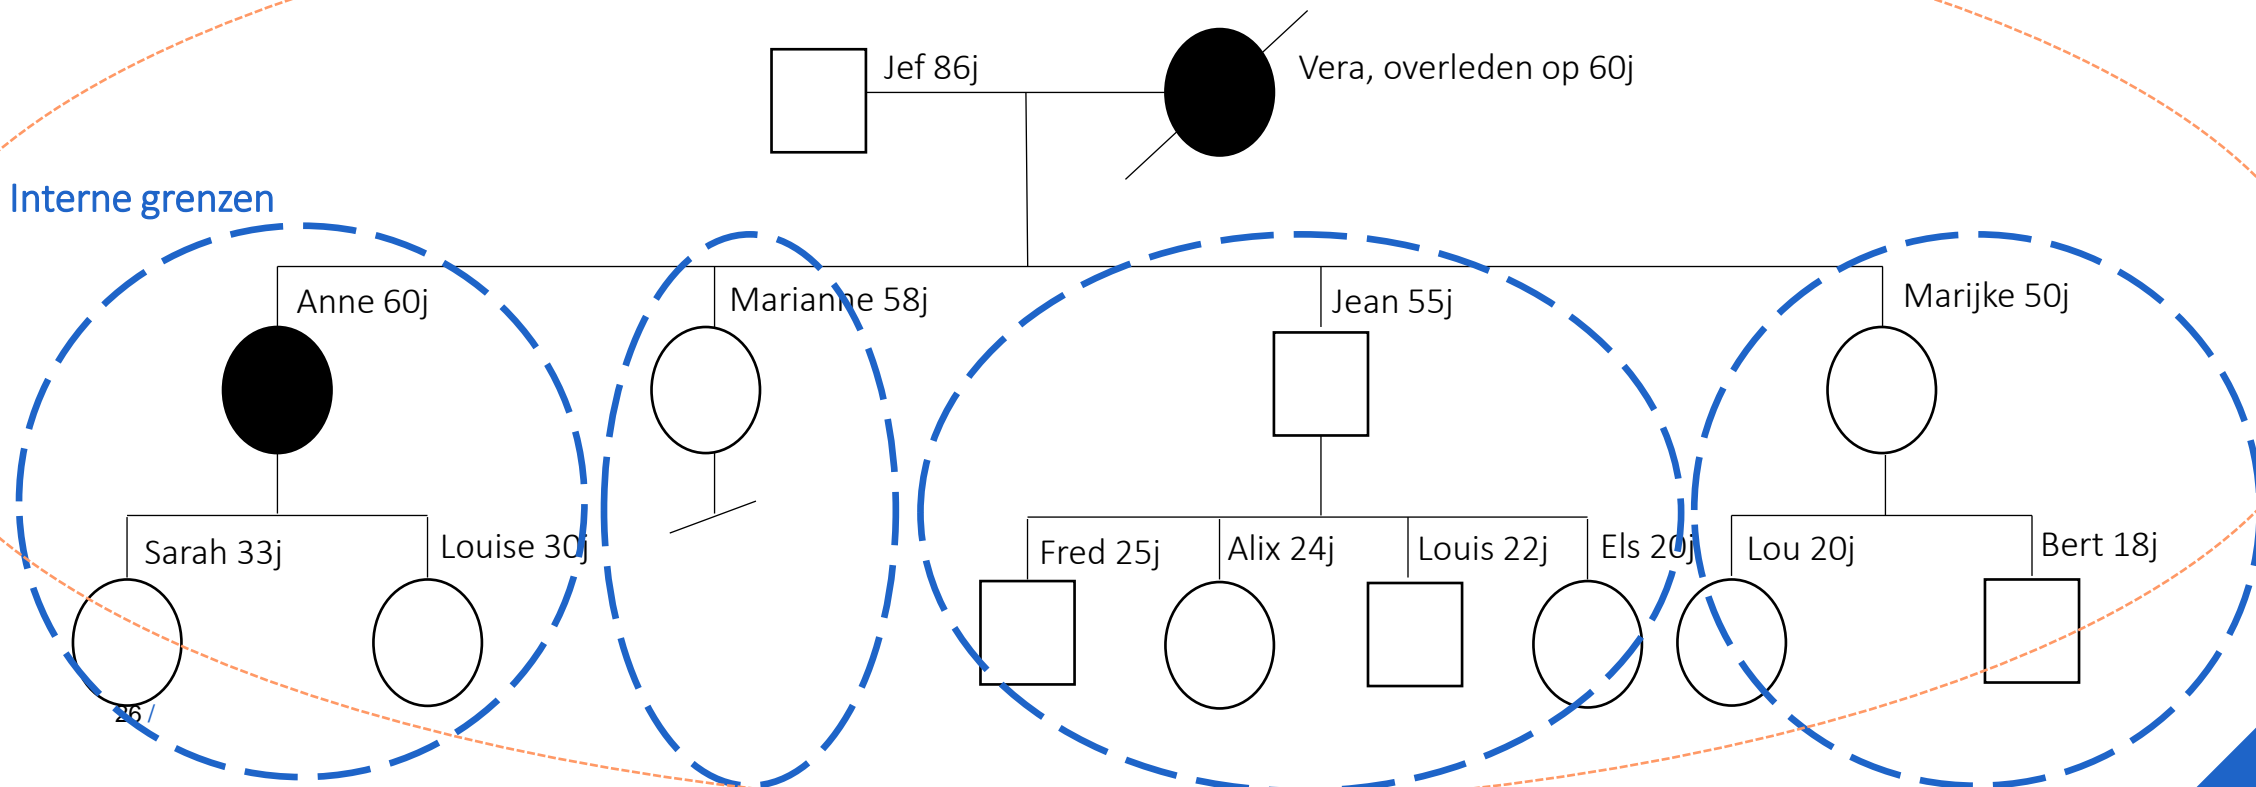 Jef 86j
Vera, overleden op 60j
Interne grenzen
Anne 60j
Marianne 58j
Jean 55j
Marijke 50j
Sarah 33j
Louise 30j
Fred 25j
Alix 24j
Louis 22j
Els 20j
Lou 20j
Bert 18j
26 /